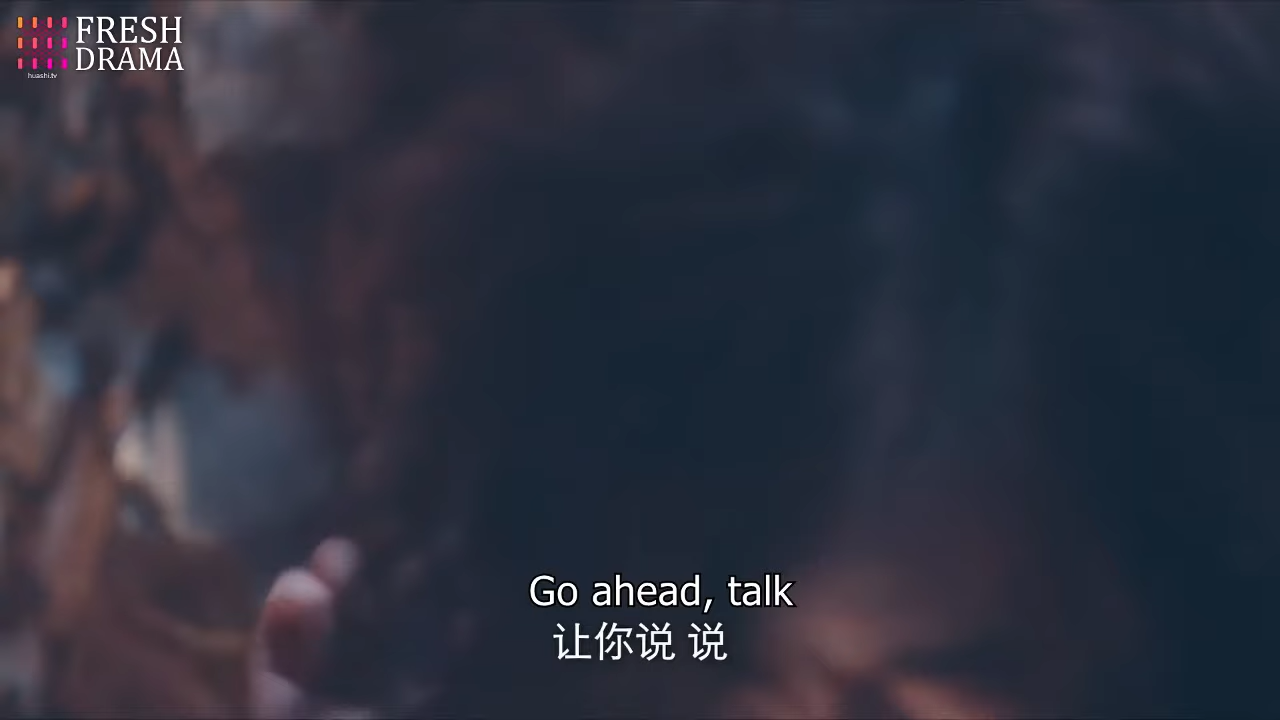 FRESH
DRAMA
huashi.tv
Go ahead, talk
让你说 说